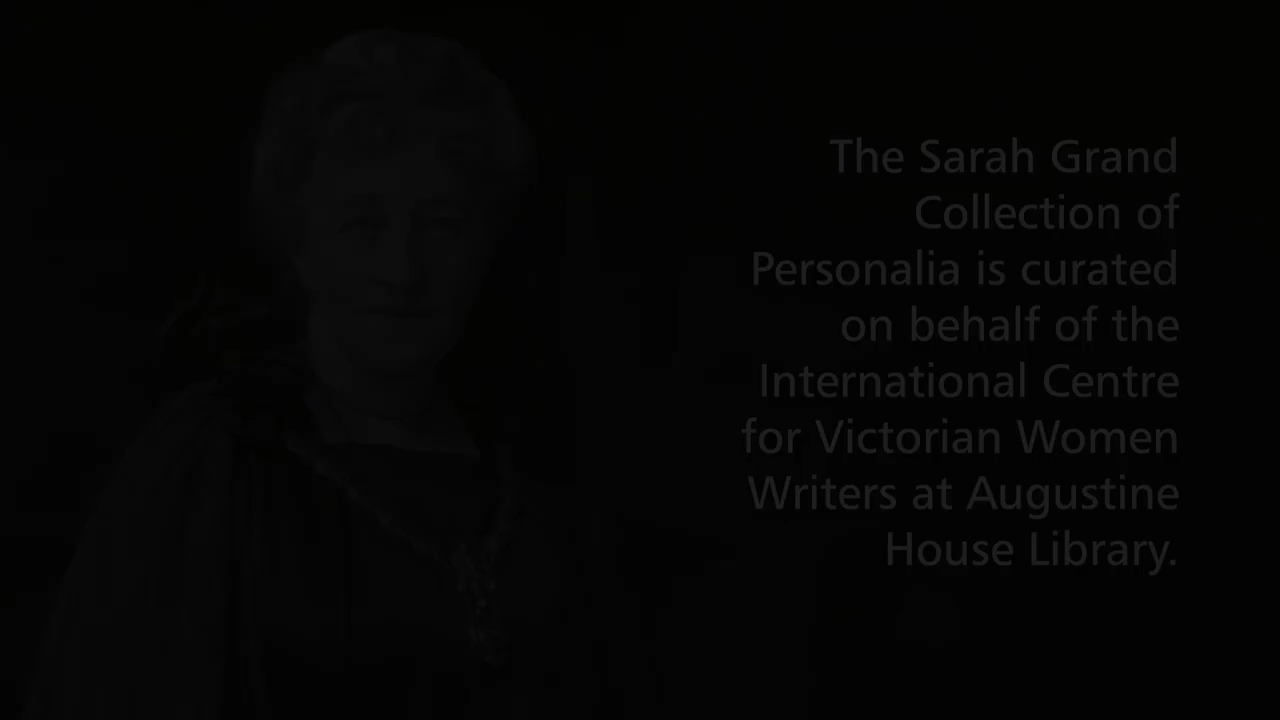 The Sarah Grand
Collection of
Personalia is curated
on behalf of the
International Centre
for Victorian Women
Writers at Augustine
House Library.